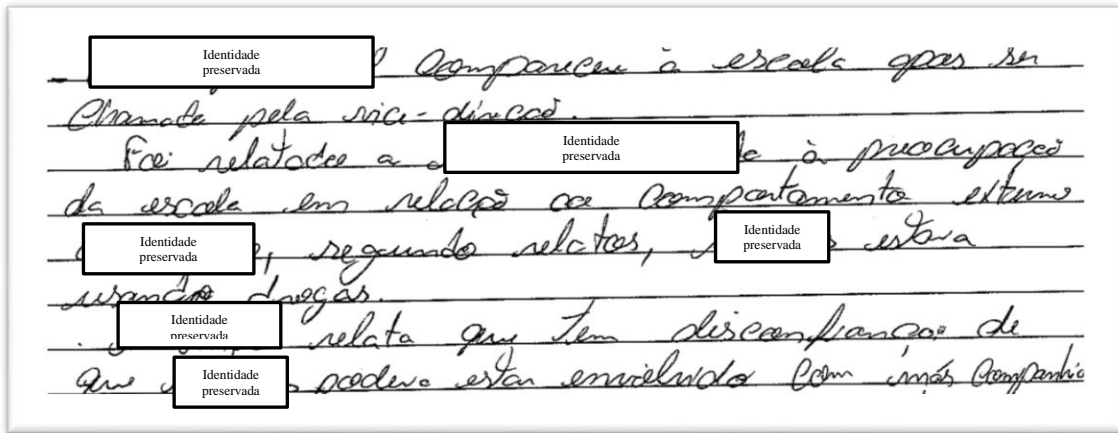 - Identidade preservada compareceu à escola após ser
chamada pela vice-direção.
Foi relatado a Identidade preservada à preocupação
da escola em relação ao comportamento externo
Identidade preservada, segundo relatos, Identidade preservada estava
usando drogas.
. Identidade preservada relata que tem desconfiança de
que Identidade preservada poderia estar envolvido com más companhia